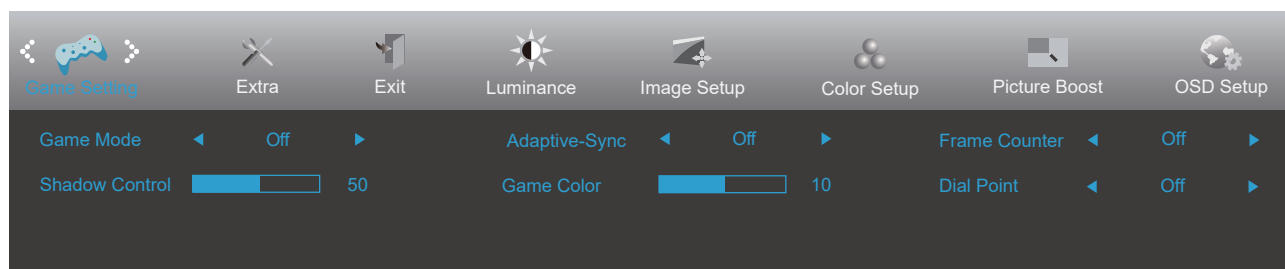 Game Setting Extra Exit Luminance Image Setup Color Setup Picture Boost OSD Setup
Game Mode Off Adaptive-Sync Off Frame Counter Off
Shadow Control 50 Game Color 10 Dial Point Off